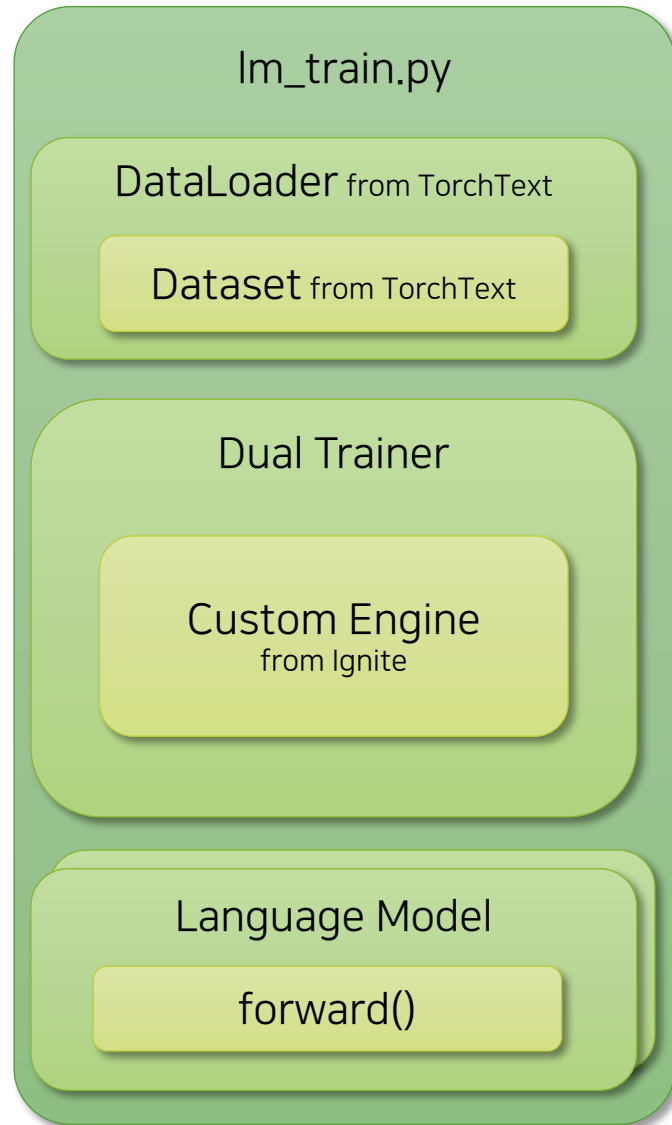 lm_train.py
DataLoader from TorchText
Dataset from TorchText
Dual Trainer
Custom Engine
from Ignite
Language Model
forward()